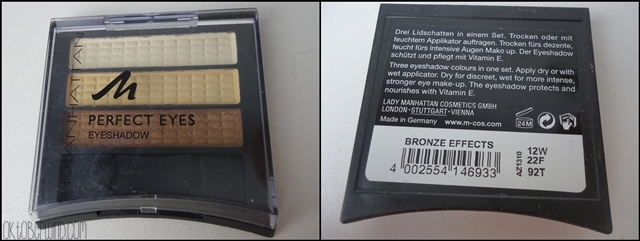 MANHATTAN
M
PERFECT EYES
EYESHADOW
oktoberwind.com
Drei Lidschatten in einem Set. Trocken oder mit
feuchtem Applikator auftragen. Trocken fürs dezente,
feucht fürs intensive Augen Make up. Der Eyeshadow
schützt und pflegt mit Vitamin E.
Three eyeshadow colours in one set. Apply dry or with
wet applicator. Dry for discreet, wet for more intense,
stronger eye make-up. The eyeshadow protects and
nourishes with Vitamin E.
LADY MANHATTAN COSMETICS GMBH
LONDON·STUTTGART·VIENNA
MADE IN GERMANY www.m-cos.com 24M
BRONZE EFFECTS
4 002554 146933
AZ1310
12W
22F
92T